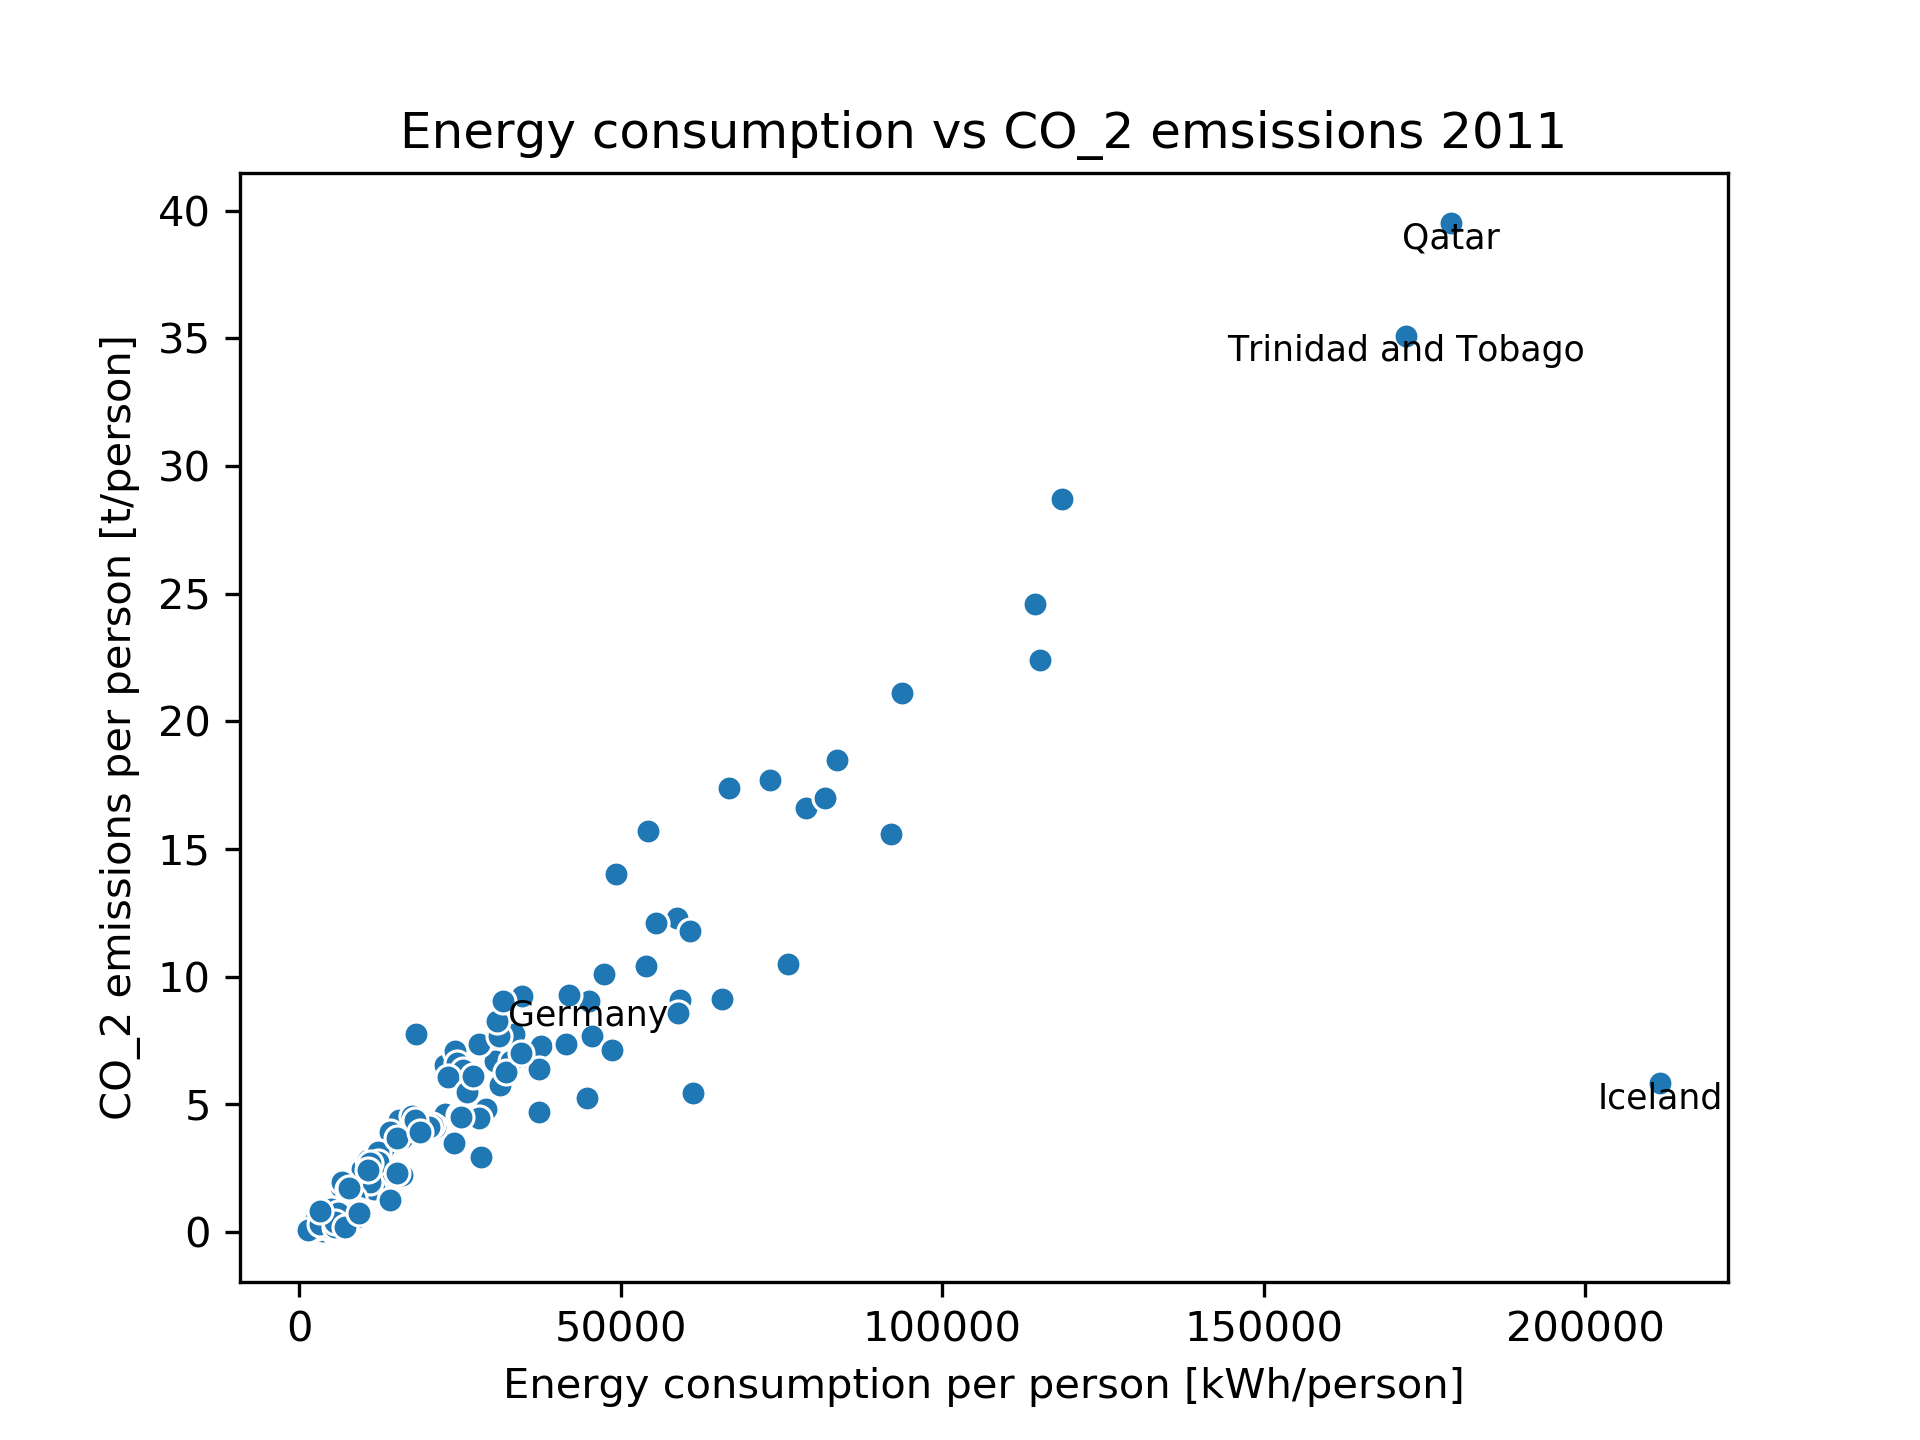 Energy consumption vs CO_2 emsissions 2011
40
35
30
25
20
15
10
5
0
CO_2 emissions per person [t/person]
Qatar
Trinidad and Tobago
Germany
Iceland
0 50000 100000 150000 200000
Energy consumption per person [kWh/person]